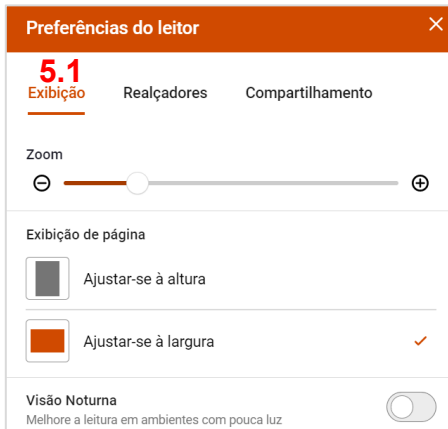 Preferências do leitor
5.1
Exibição Realçadores Compartilhamento
Zoom
Exibição de página
Ajustar-se à altura
Ajustar-se à largura
Visão Noturna
Melhore a leitura em ambientes com pouca luz